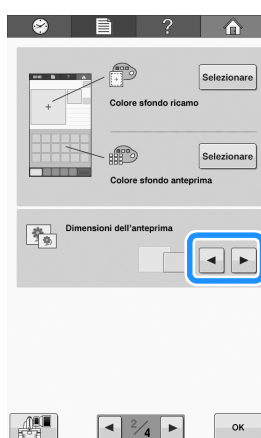 ?
Selezionare
Colore sfondo ricamo
Selezionare
Colore sfondo anteprima
Dimensioni dell'anteprima
2/4
OK